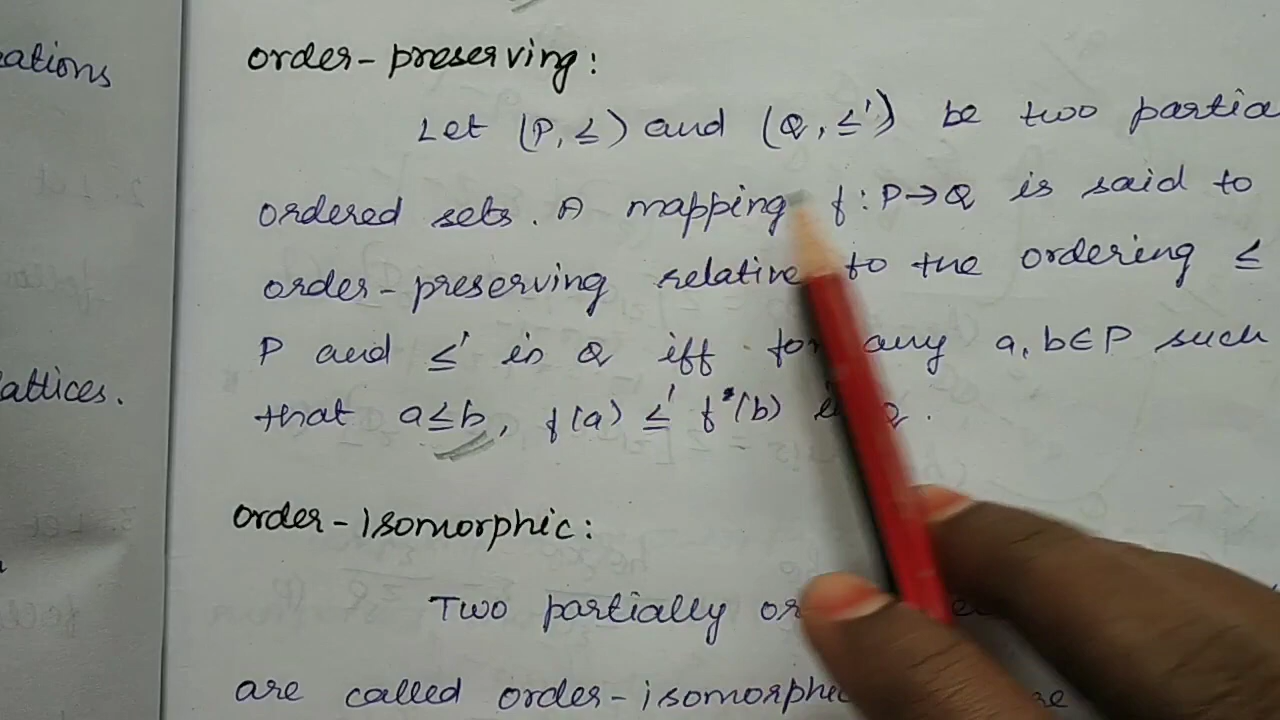 ations
order-preserving:
Let (P, ≤) and (Q, ≤') be two partia
ordered sets. A mapping f: P→Q is said to
order-preserving relative to the ordering ≤
P and ≤' in Q iff for any a, b∈P such
that a≤b, f(a) ≤' f(b)
attices.
order-Isomorphic:
Two partially
are called order-isomorphic